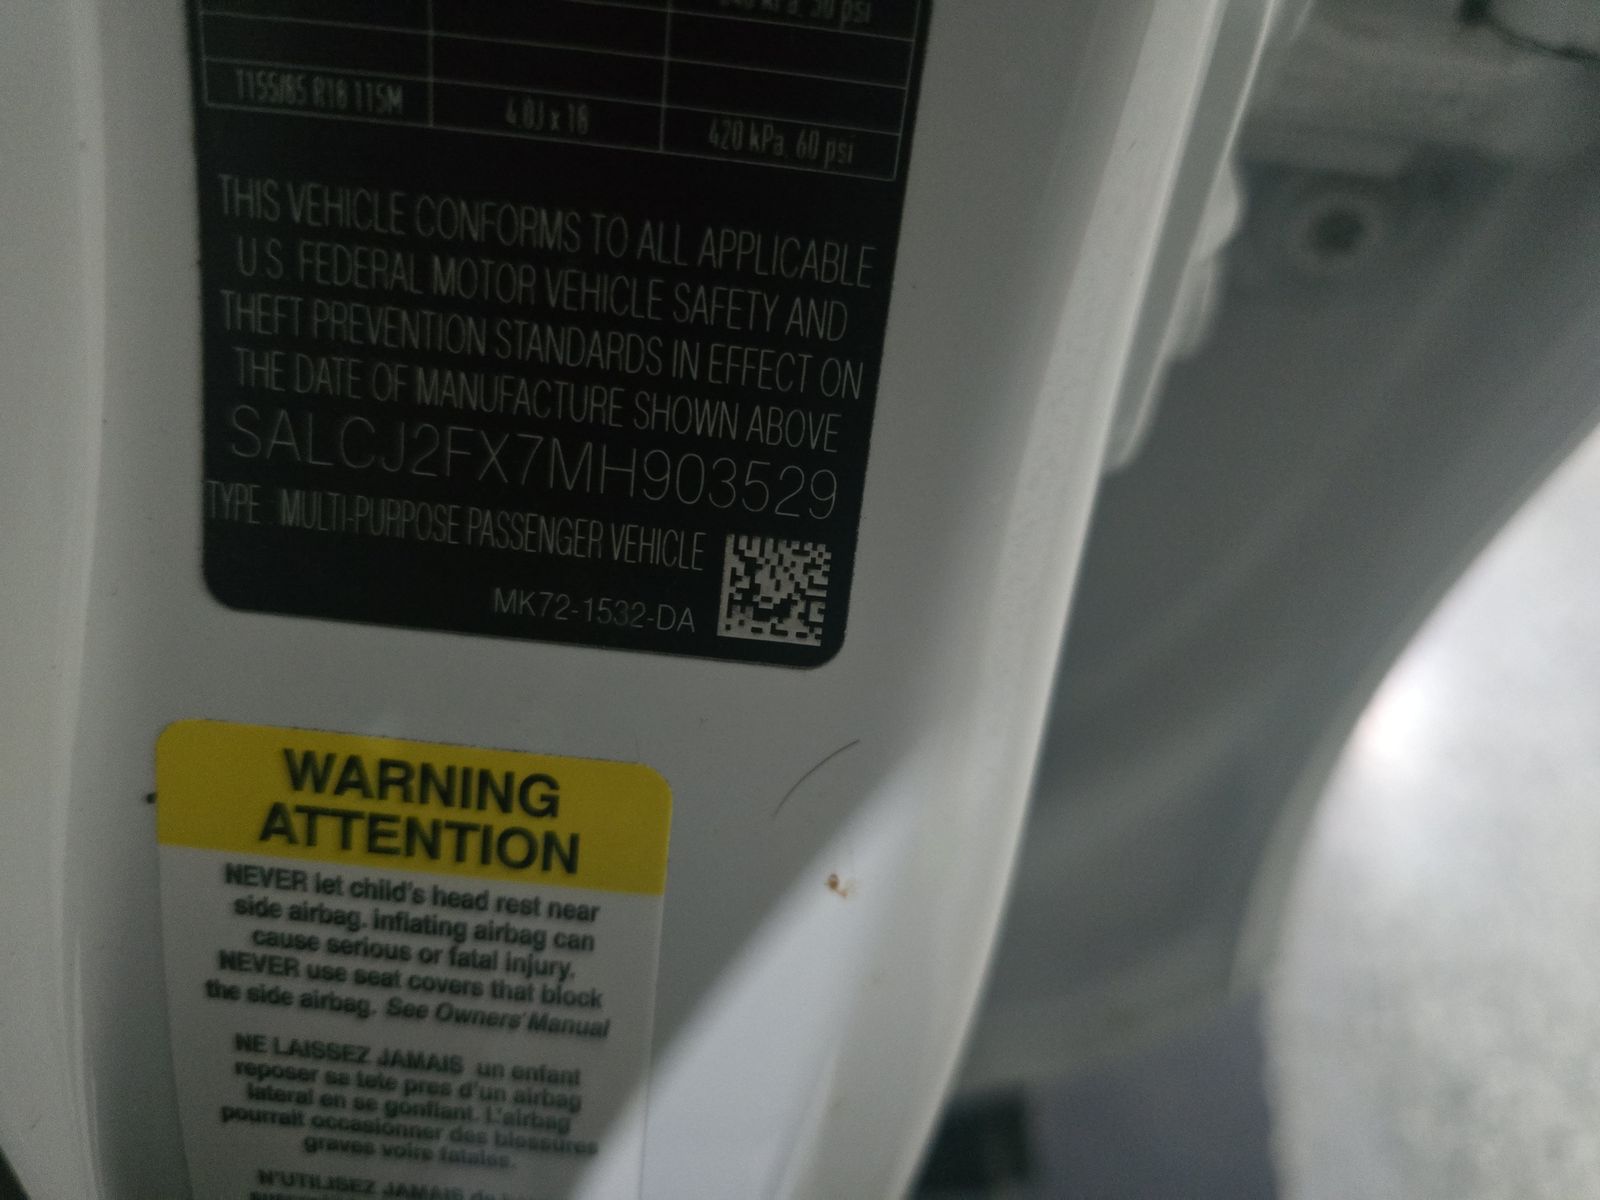 psi
T155/85 R18 115M
4.0J x 18
420 kPa, 60 psi
THIS VEHICLE CONFORMS TO ALL APPLICABLE
U.S. FEDERAL MOTOR VEHICLE SAFETY AND
THEFT PREVENTION STANDARDS IN EFFECT ON
THE DATE OF MANUFACTURE SHOWN ABOVE
SALCJ2FX7MH903529
TYPE : MULTI-PURPOSE PASSENGER VEHICLE
MK72-1532-DA
WARNING
ATTENTION
NEVER let child's head rest near
side airbag. Inflating airbag can
cause serious or fatal injury.
NEVER use seat covers that block
the side airbag. See Owners' Manual
NE LAISSEZ JAMAIS un enfant
reposer sa tete pres d'un airbag
lateral en se gonflant. L'airbag
pourrait occasionner des blessures
graves voire fatales.
N'UTILISEZ JAMAIS